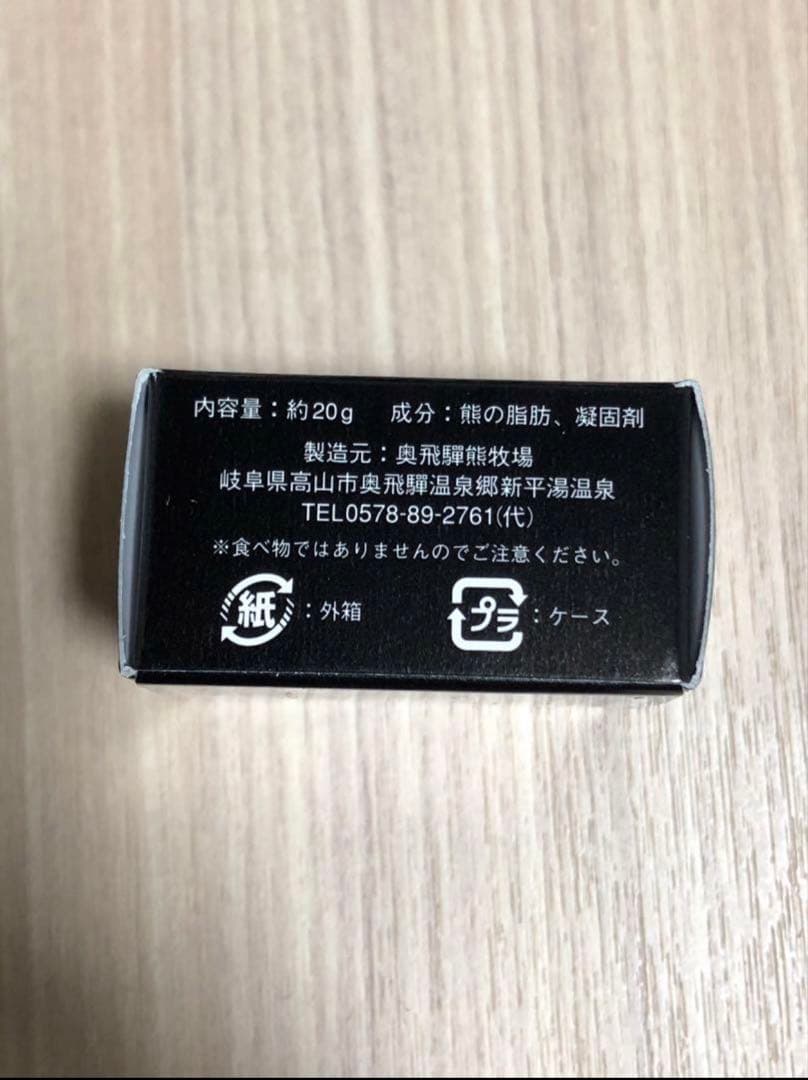 内容量：約20g　成分：熊の脂肪、凝固剤
製造元：奥飛驒熊牧場
岐阜県高山市奥飛驒温泉郷新平湯温泉
TEL0578-89-2761(代)
※食べ物ではありませんのでご注意ください。
紙：外箱　プラ：ケース